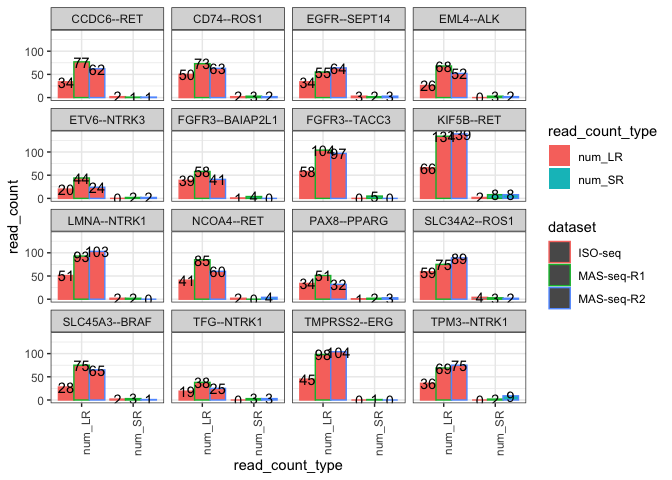 CCDC6--RET CD74--ROS1 EGFR--SEPT14 EML4--ALK
100
50
0
34 77 62 2 1 1
50 73 63 2 3 2
34 55 64 3 2 3
26 68 52 0 3 2
ETV6--NTRK3 FGFR3--BAIAP2L1 FGFR3--TACC3 KIF5B--RET
100
50
0
20 44 24 0 2 2
39 58 41 1 4 0
58 104 97 0 5 0
66 134 139 2 8 8
LMNA--NTRK1 NCOA4--RET PAX8--PPARG SLC34A2--ROS1
100
50
0
51 93 103 2 2 0
41 85 60 2 0 4
34 51 32 1 2 3
59 75 89 4 3 2
SLC45A3--BRAF TFG--NTRK1 TMPRSS2--ERG TPM3--NTRK1
100
50
0
28 75 65 2 3 1
19 38 25 0 3 3
45 98 104 0 1 0
36 69 75 0 2 9
num_LR num_SR num_LR num_SR num_LR num_SR num_LR num_SR
read_count_type
read_count
read_count_type
num_LR
num_SR
dataset
ISO-seq
MAS-seq-R1
MAS-seq-R2